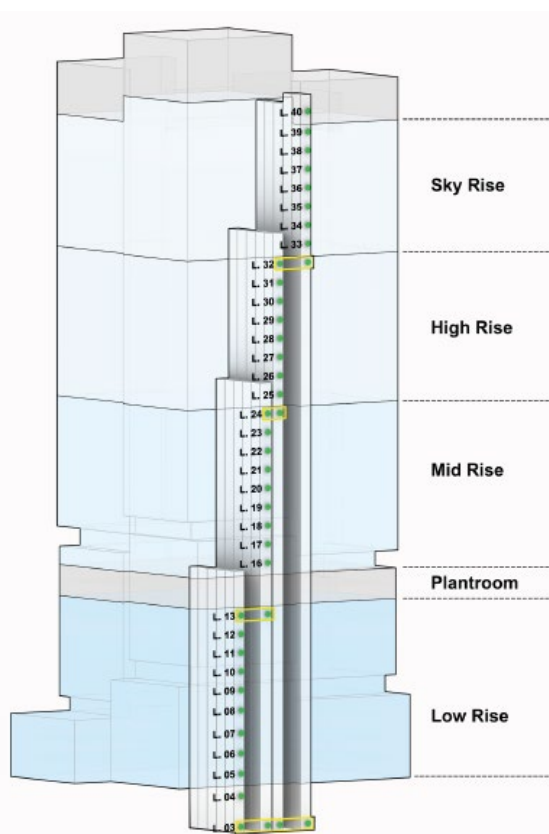 L. 40
L. 39
L. 38
L. 37
L. 36
Sky Rise
L. 35
L. 34
L. 33
L. 32
L. 31
L. 30
High Rise
L. 29
L. 28
L. 27
L. 26
L. 25
L. 24
L. 23
L. 22
L. 21
Mid Rise
L. 20
L. 19
L. 18
L. 17
L. 16
Plantroom
L. 13
L. 12
L. 11
L. 10
L. 09
L. 08
Low Rise
L. 07
L. 06
L. 05
L. 04
L. 03